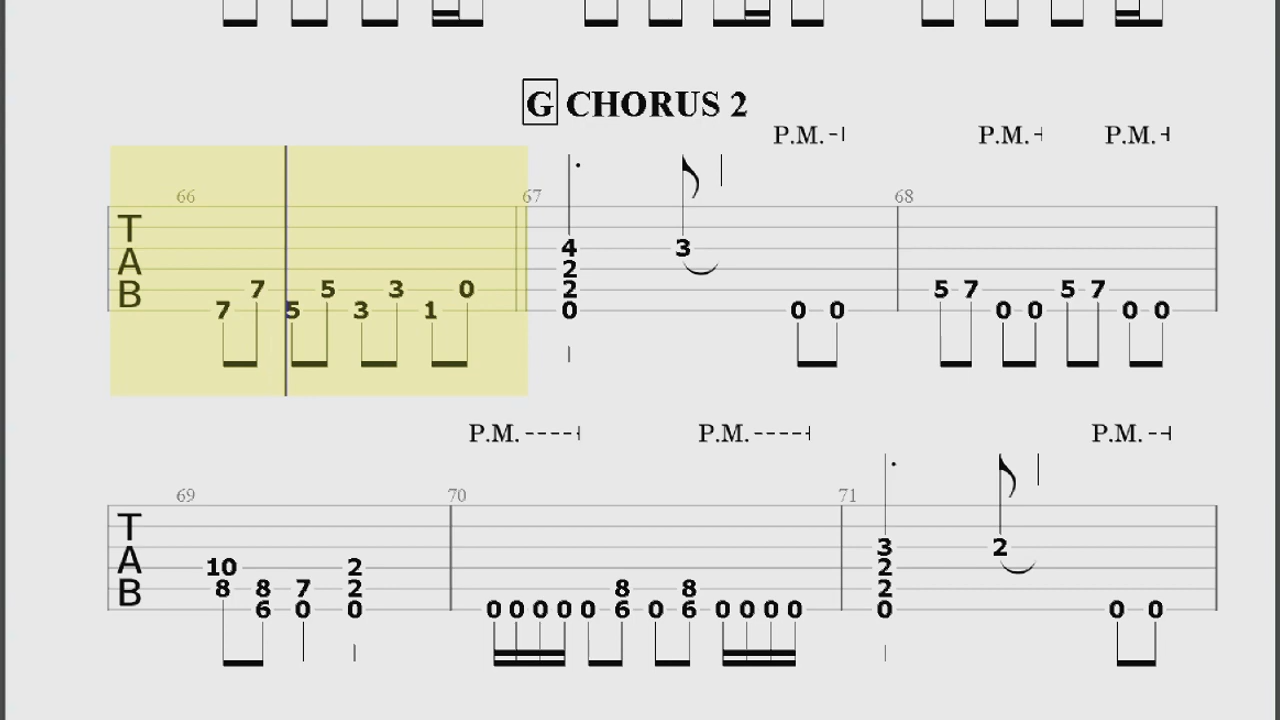 G CHORUS 2
P.M. P.M. P.M.
66 67 68
T
A
B
4 3
2
7 5 3 0 2 5 7 5 7
7 5 3 1 0 0 0 0 0 0 0
P.M. P.M. P.M.
69 70 71
T
A
B
3 2
10 2 2
8 8 7 2 8 8 2
6 0 0 0 0 0 0 0 6 0 6 0 0 0 0 0 0 0